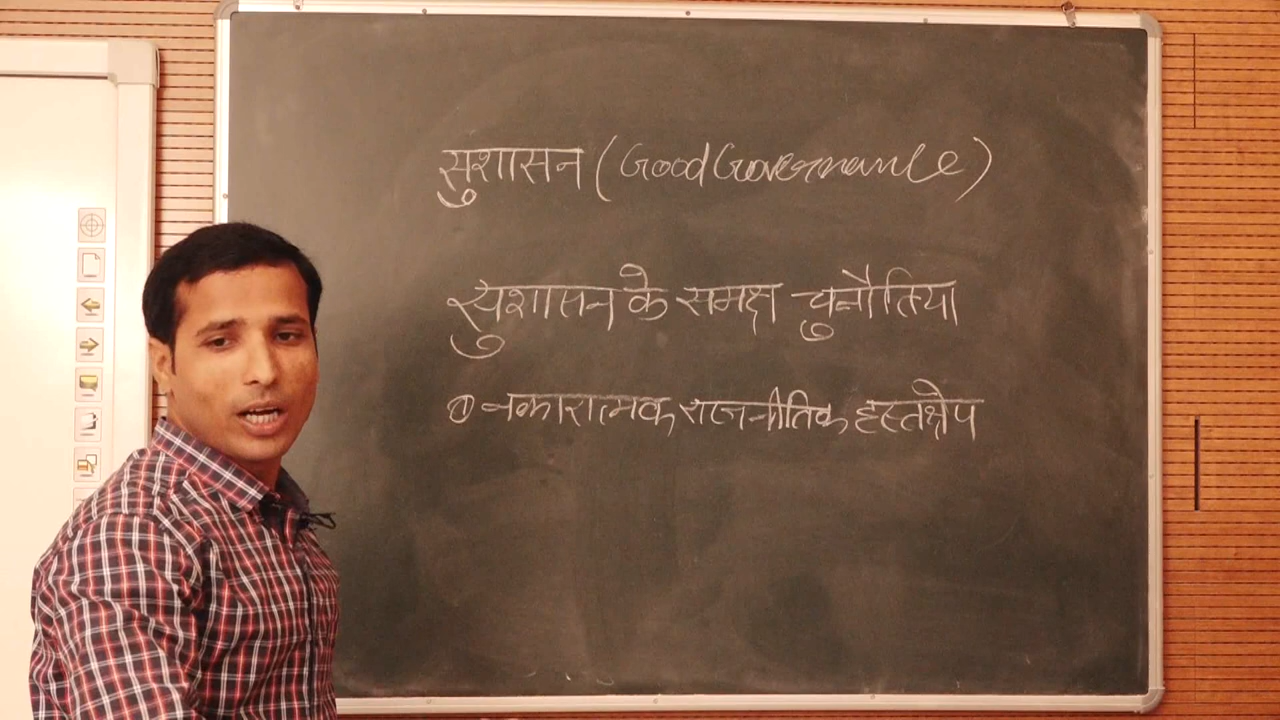 सुशासन (Good Governance)
सुशासन के समक्ष चुनौतिया
① नकारात्मक राजनीतिक हस्तक्षेप